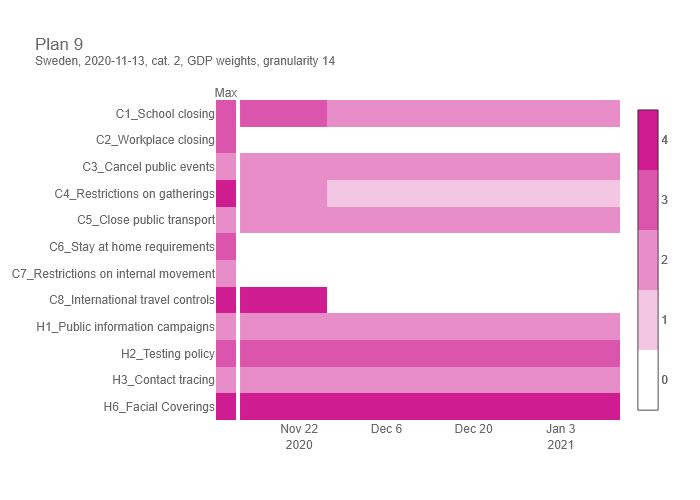 Plan 9
Sweden, 2020-11-13, cat. 2, GDP weights, granularity 14
Max
C1_School closing
C2_Workplace closing
C3_Cancel public events
C4_Restrictions on gatherings
C5_Close public transport
C6_Stay at home requirements
C7_Restrictions on internal movement
C8_International travel controls
H1_Public information campaigns
H2_Testing policy
H3_Contact tracing
H6_Facial Coverings
Nov 22 Dec 6 Dec 20 Jan 3
2020 2021
4
3
2
1
0